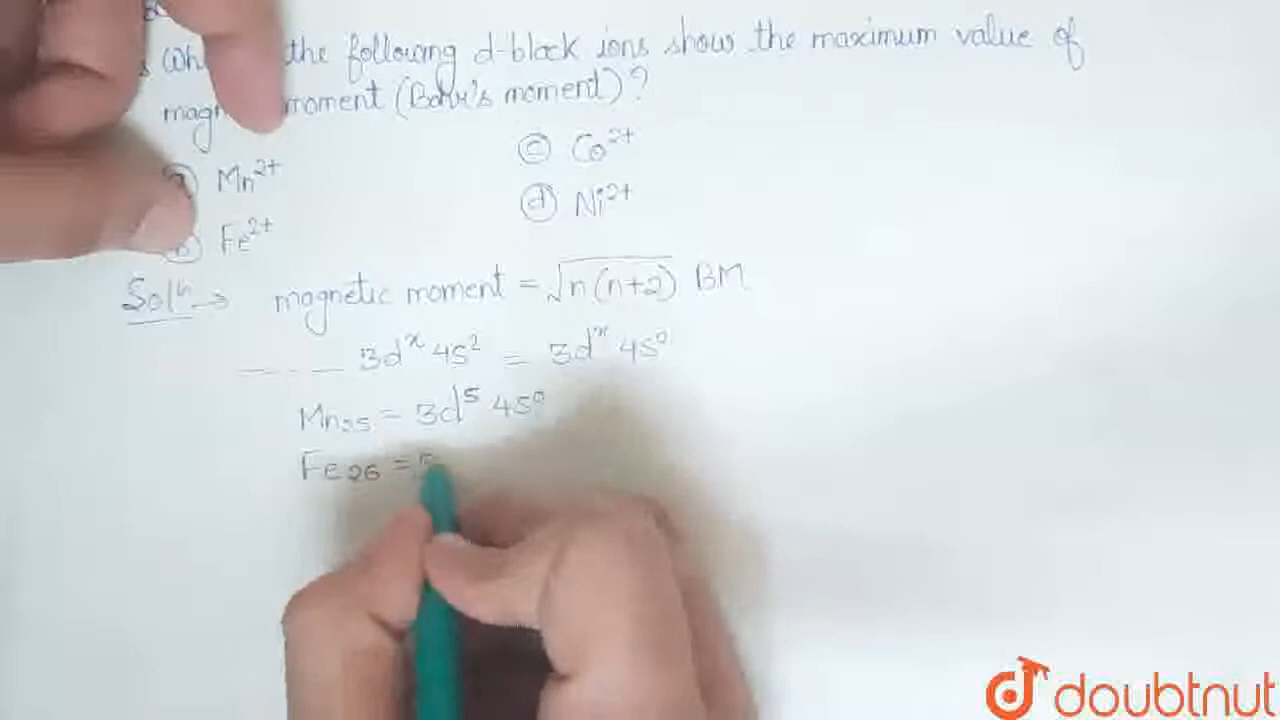 the following d-block ions show the maximum value of
moment (Bohr's moment)?
Mn²⁺
ⓒ Co²⁺
Fe²⁺
ⓓ Ni²⁺
Solⁿ → magnetic moment = √n(n+2) BM
3dˣ 4s² = 3dˣ 4s⁰
Mn₂₅ = 3d⁵ 4s⁰
Fe₂₆ =
doubtnut